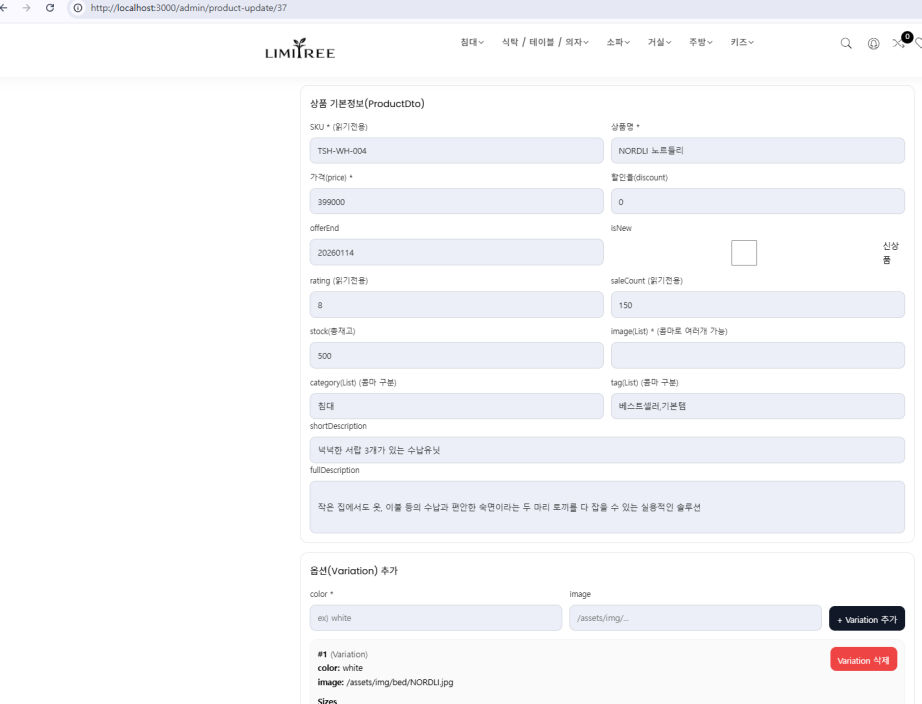 http://localhost:3000/admin/product-update/37
LIMITREE
침대 식탁 / 테이블 / 의자 소파 거실 주방 키즈
0
상품 기본정보(ProductDto)
SKU * (읽기전용) 상품명 *
TSH-WH-004 NORDLI 노르들리
가격(price) * 할인율(discount)
399000 0
offerEnd isNew
20260114 신상
품
rating (읽기전용) saleCount (읽기전용)
8 150
stock(총재고) image(List) * (콤마로 여러개 가능)
500
category(List) (콤마 구분) tag(List) (콤마 구분)
침대 베스트셀러,기본템
shortDescription
넉넉한 서랍 3개가 있는 수납유닛
fullDescription
작은 집에서도 옷, 이불 등의 수납과 편안한 숙면이라는 두 마리 토끼를 다 잡을 수 있는 실용적인 솔루션
옵션(Variation) 추가
color * image
ex) white /assets/img/... + Variation 추가
#1 (Variation) Variation 삭제
color: white
image: /assets/img/bed/NORDLI.jpg
Sizes